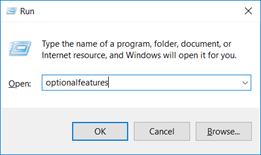 Run
Type the name of a program, folder, document, or
Internet resource, and Windows will open it for you.
Open: optionalfeatures
OK Cancel Browse...